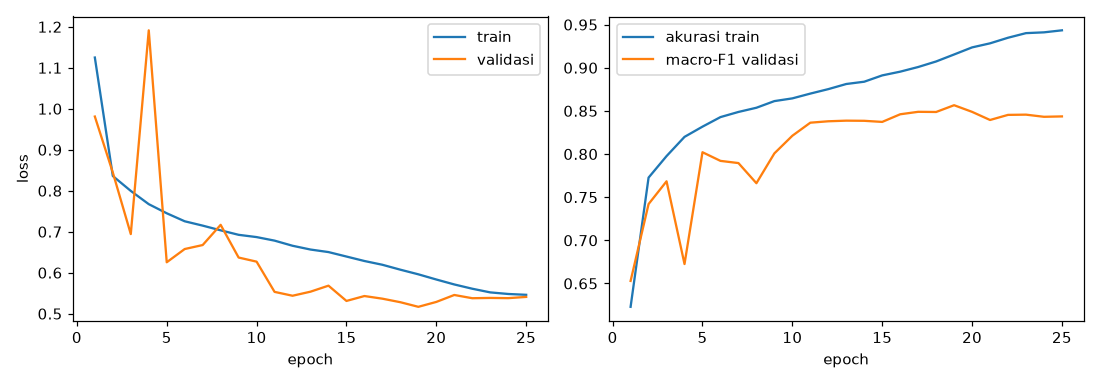 train
validasi
loss
1.2
1.1
1.0
0.9
0.8
0.7
0.6
0.5
0 5 10 15 20 25
epoch
akurasi train
macro-F1 validasi
0.95
0.90
0.85
0.80
0.75
0.70
0.65
0 5 10 15 20 25
epoch